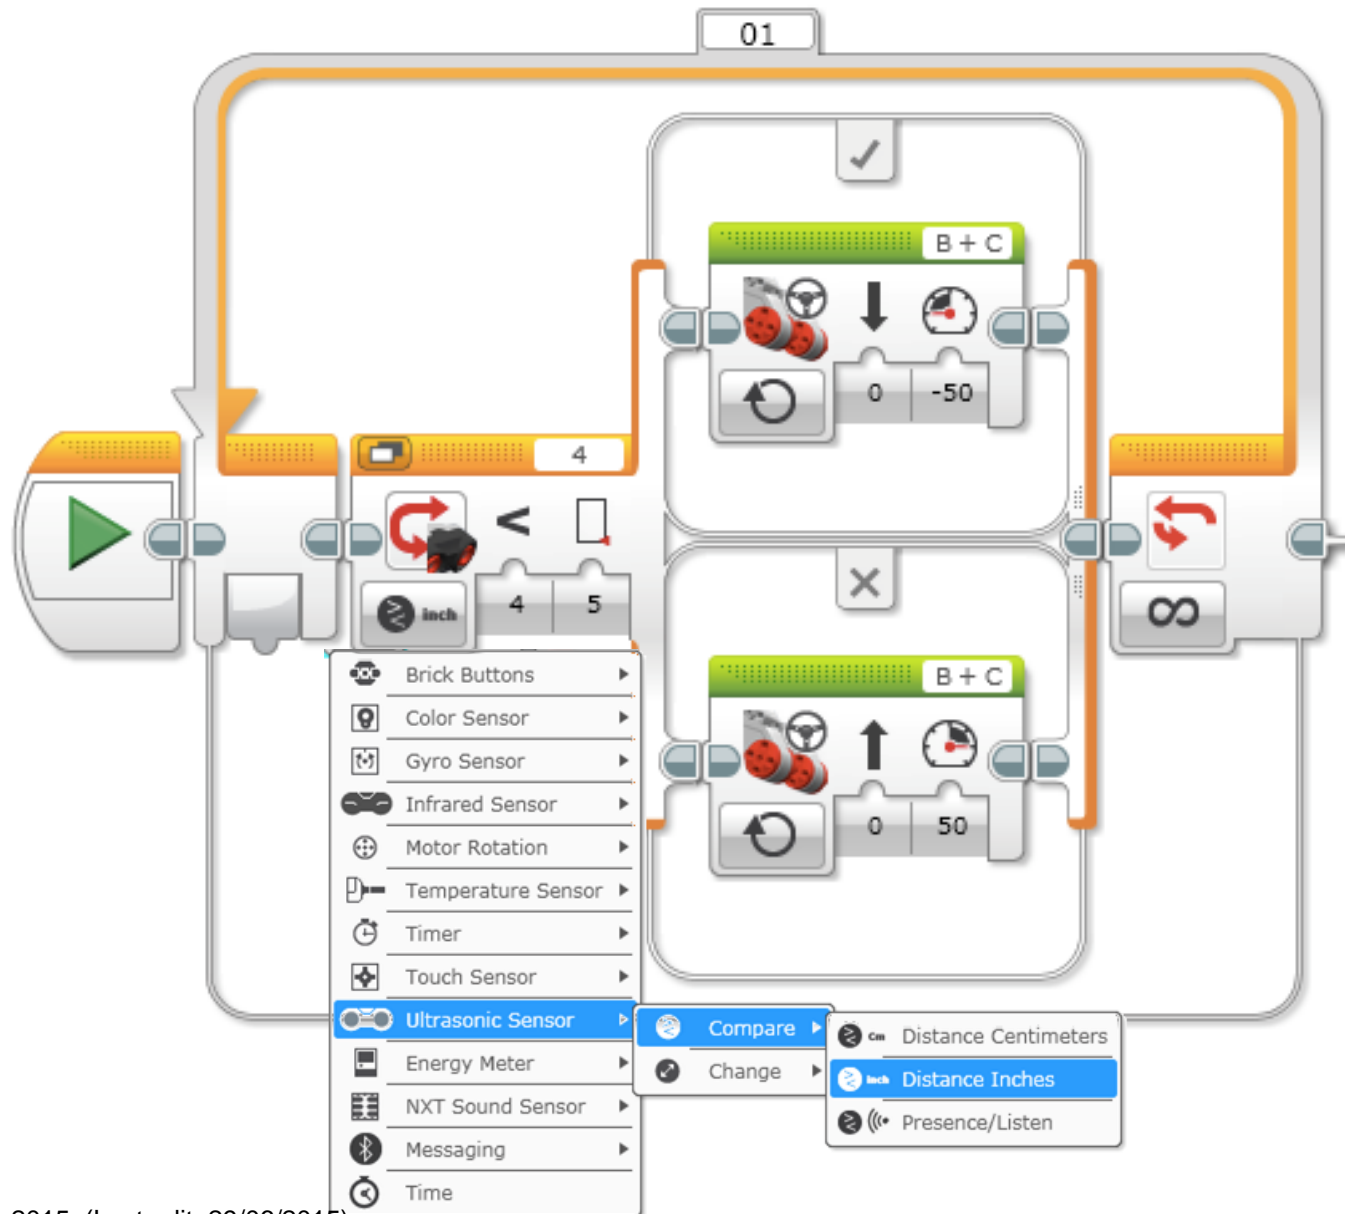 01
B + C
0 -50
4
inch 4 5
B + C
0 50
Brick Buttons
Color Sensor
Gyro Sensor
Infrared Sensor
Motor Rotation
Temperature Sensor
Timer
Touch Sensor
Ultrasonic Sensor
Compare
Cm Distance Centimeters
Energy Meter
Change
inch Distance Inches
NXT Sound Sensor
Presence/Listen
Messaging
Time